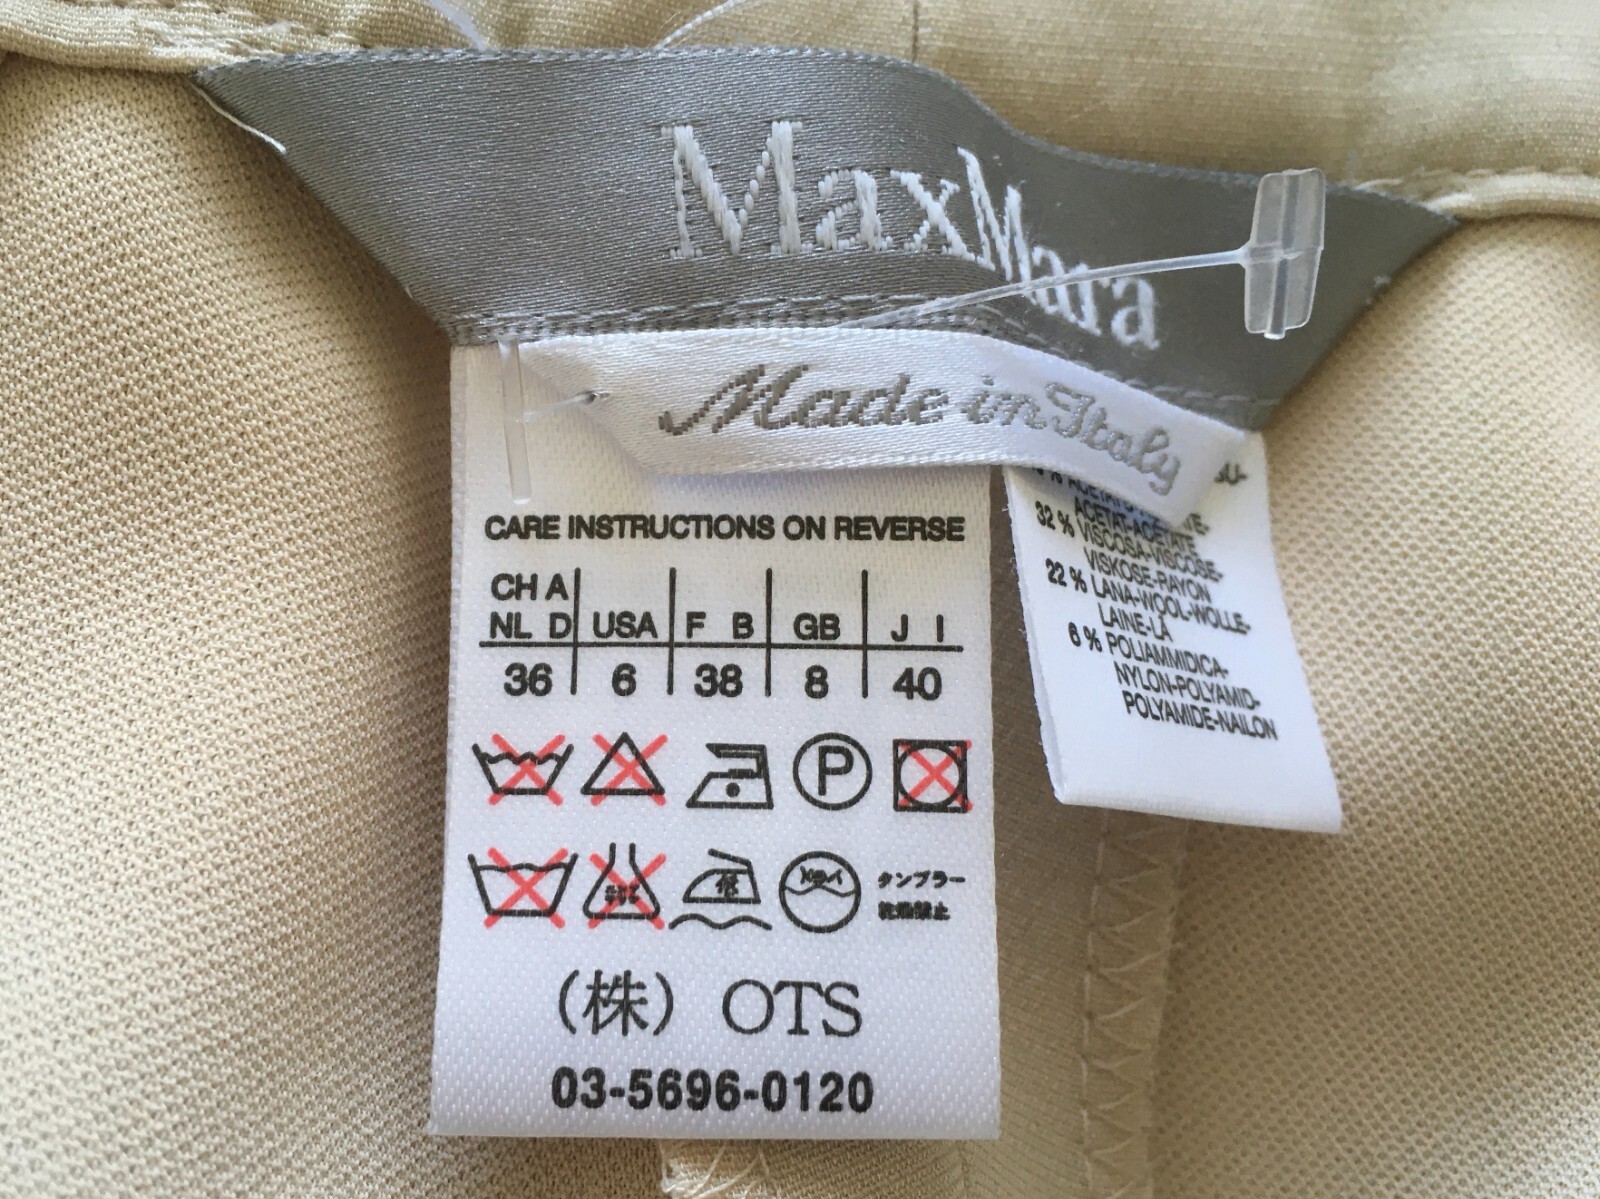 MaxMara
Made in Italy
CARE INSTRUCTIONS ON REVERSE
CH A
NL D USA F B GB J I
36 6 38 8 40
P
タンブラー
乾燥禁止
(株) OTS
03-5696-0120
SU-
ACETAT-ACETATE
32% VISCOSA-VISCOSE-
VISKOSE-RAYON
22% LANA-WOOL-WOLLE-
LAINE-LÃ
6% POLIAMMIDICA-
NYLON-POLYAMID-
POLYAMIDE-NAILON